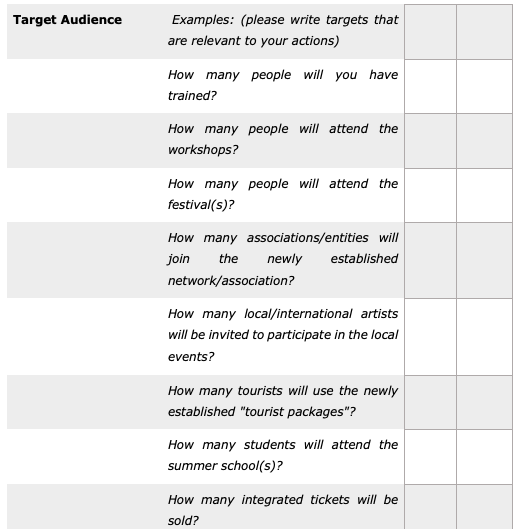 Target Audience Examples: (please write targets that
are relevant to your actions)
How many people will you have
trained?
How many people will attend the
workshops?
How many people will attend the
festival(s)?
How many associations/entities will
join the newly established
network/association?
How many local/international artists
will be invited to participate in the local
events?
How many tourists will use the newly
established "tourist packages"?
How many students will attend the
summer school(s)?
How many integrated tickets will be
sold?